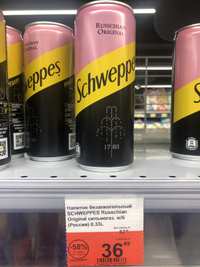 RUSSCHIAN
ORIGINAL
Schweppes
1783
Напиток безалкогольный
SCHWEPPES Russchian
Original сильногаз. ж/б
(Россия) 0.33L
-58%
36